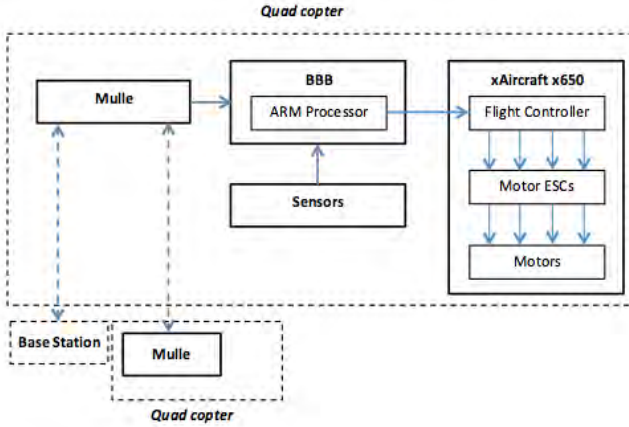 Quad copter
Mulle
BBB
ARM Processor
Sensors
xAircraft x650
Flight Controller
Motor ESCs
Motors
Base Station
Mulle
Quad copter